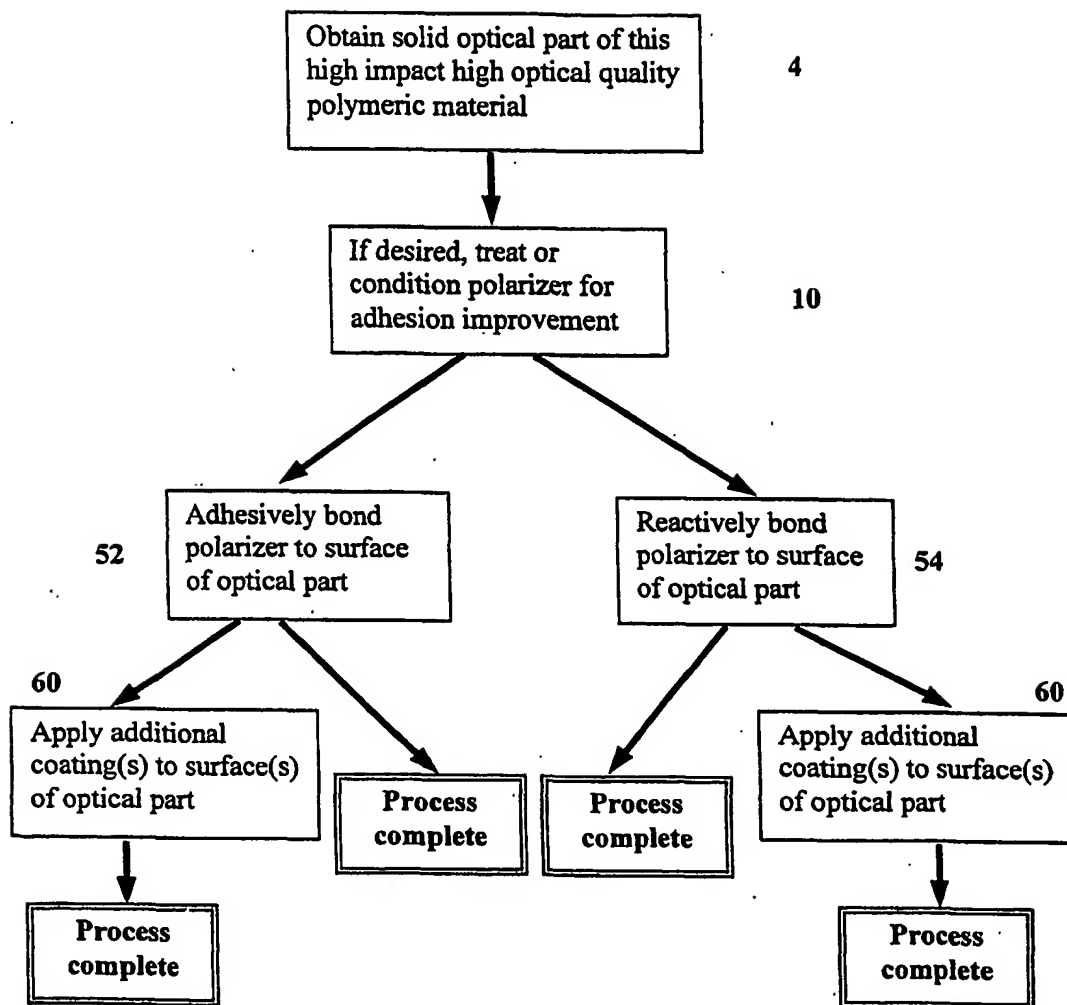 Obtain solid optical part of this
high impact high optical quality
polymeric material
4
If desired, treat or
condition polarizer for
adhesion improvement
10
52
Adhesively bond
polarizer to surface
of optical part
Reactively bond
polarizer to surface
of optical part
54
60
Apply additional
coating(s) to surface(s)
of optical part
Process
complete
Process
complete
60
Apply additional
coating(s) to surface(s)
of optical part
Process
complete
Process
complete